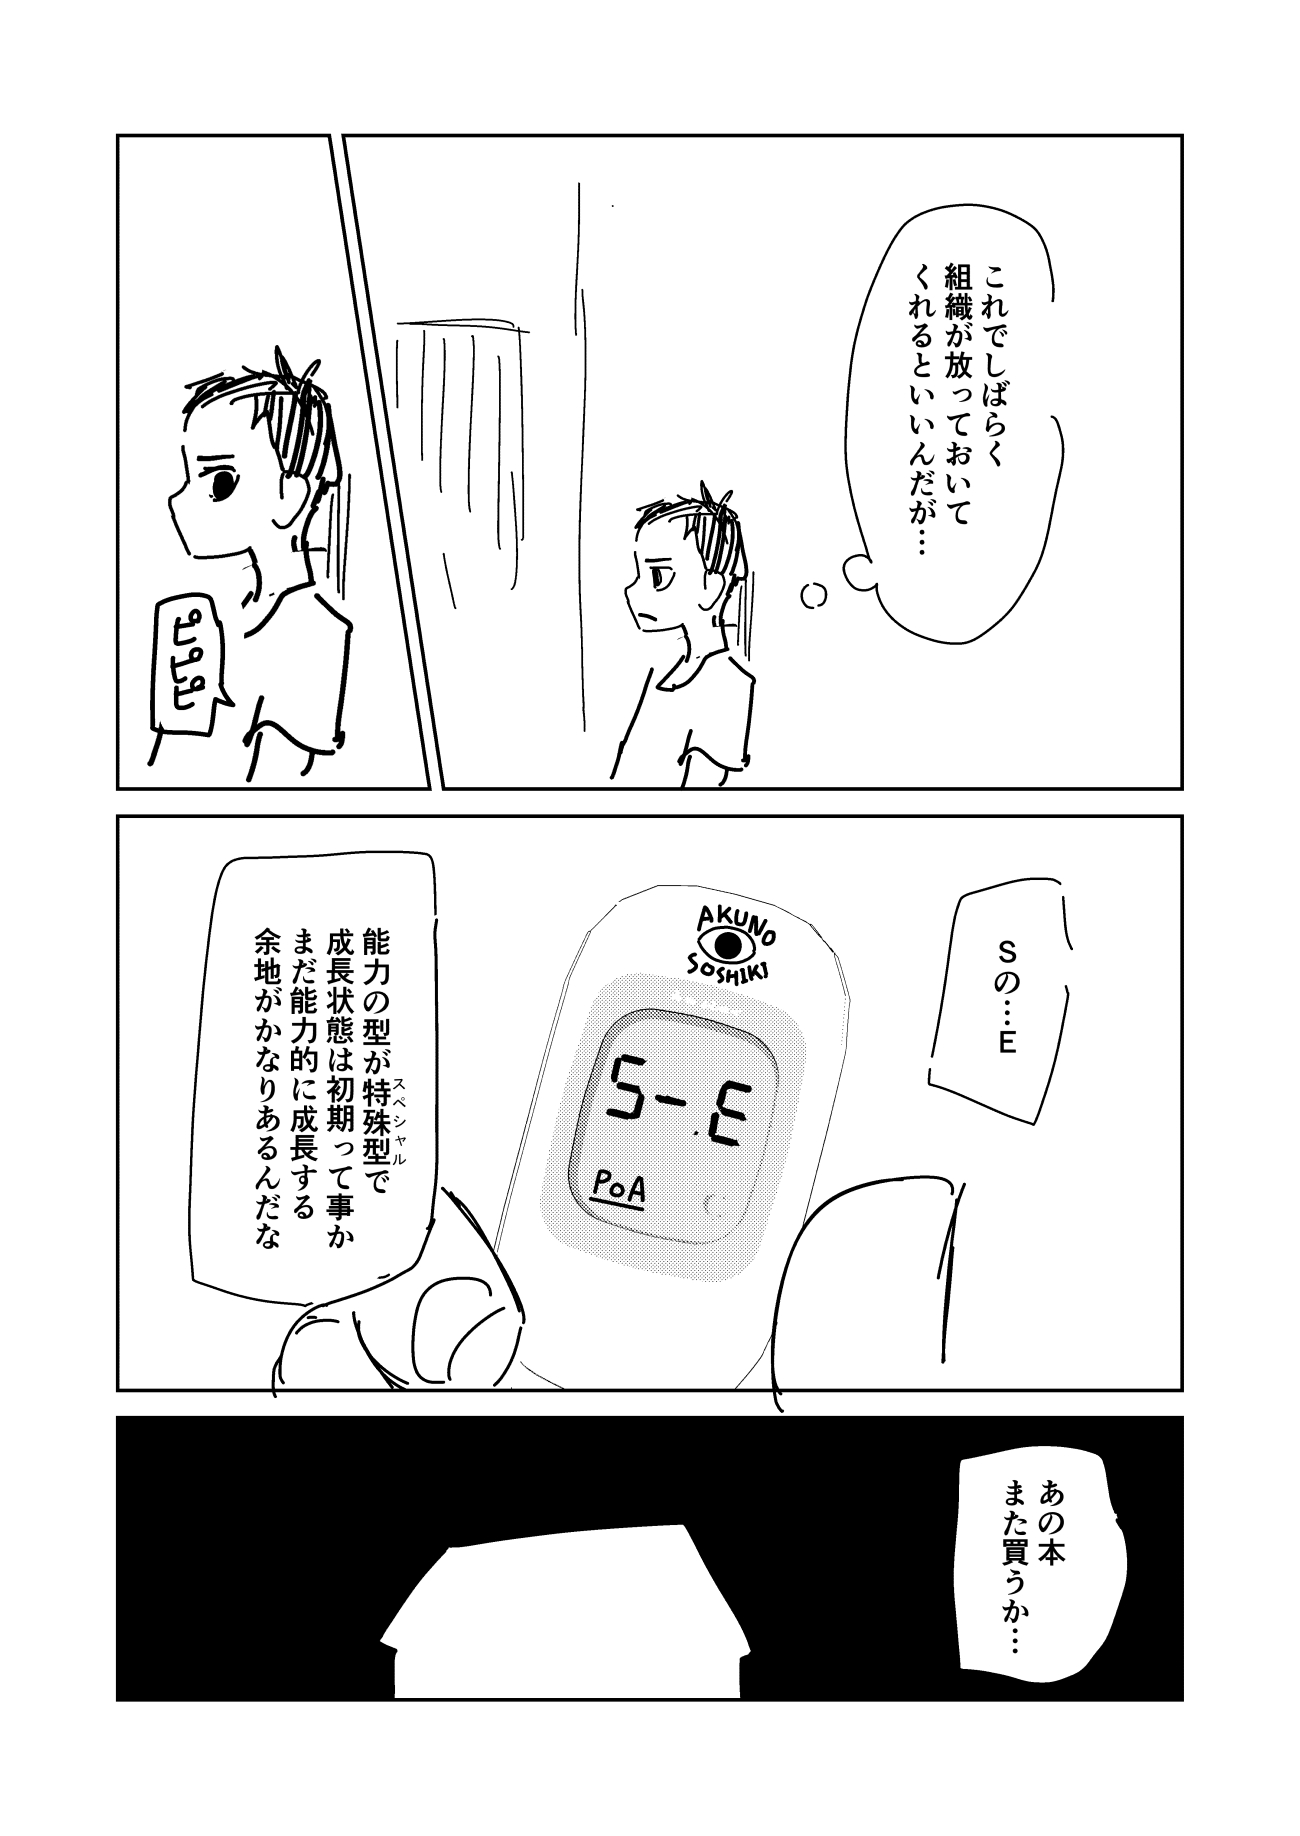 これでしばらく
組織が放っておいて
くれるといいんだが…
ピピピ
Sの…E
AKUNO
SOSHIKI
S-E
PoA
能力の型が特殊型で
スペシャル
成長状態は初期って事か
まだ能力的に成長する
余地がかなりあるんだな
あの本
また買うか…